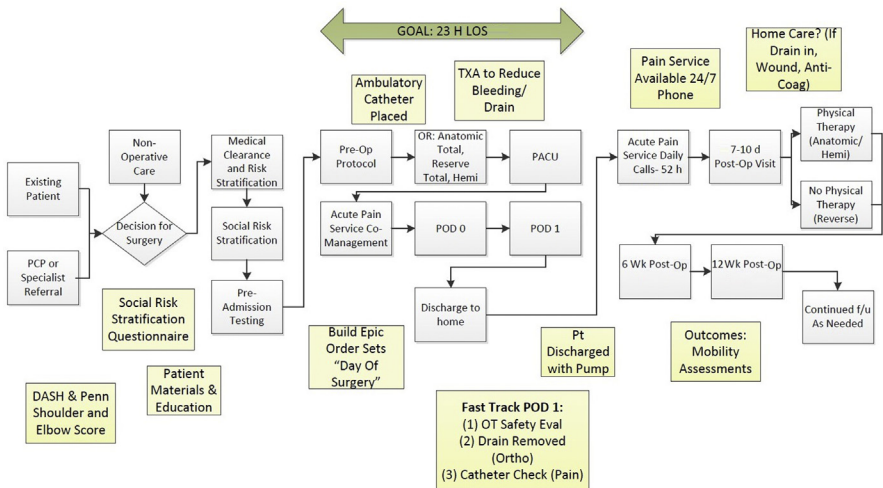 GOAL: 23 H LOS
Ambulatory
Catheter
Placed
TXA to Reduce
Bleeding/
Drain
Pain Service
Available 24/7
Phone
Home Care? (If
Drain in,
Wound, Anti-
Coag)
Existing
Patient
PCP or
Specialist
Referral
Non-
Operative
Care
Decision for
Surgery
Medical
Clearance
and Risk
Stratification
Social Risk
Stratification
Pre-
Admission
Testing
Pre-Op
Protocol
OR: Anatomic
Total,
Reserve
Total, Hemi
PACU
Acute Pain
Service Co-
Management
POD 0
POD 1
Discharge to
home
Acute Pain
Service Daily
Calls- 52 h
7-10 d
Post-Op Visit
Physical
Therapy
(Anatomic/
Hemi)
No Physical
Therapy
(Reverse)
6 Wk Post-Op
12Wk Post-Op
Continued f/u
As Needed
Social Risk
Stratification
Questionnaire
Patient
Materials &
Education
DASH & Penn
Shoulder and
Elbow Score
Build Epic
Order Sets
“Day Of
Surgery”
Pt
Discharged
with Pump
Outcomes:
Mobility
Assessments
Fast Track POD 1:
(1) OT Safety Eval
(2) Drain Removed
(Ortho)
(3) Catheter Check (Pain)